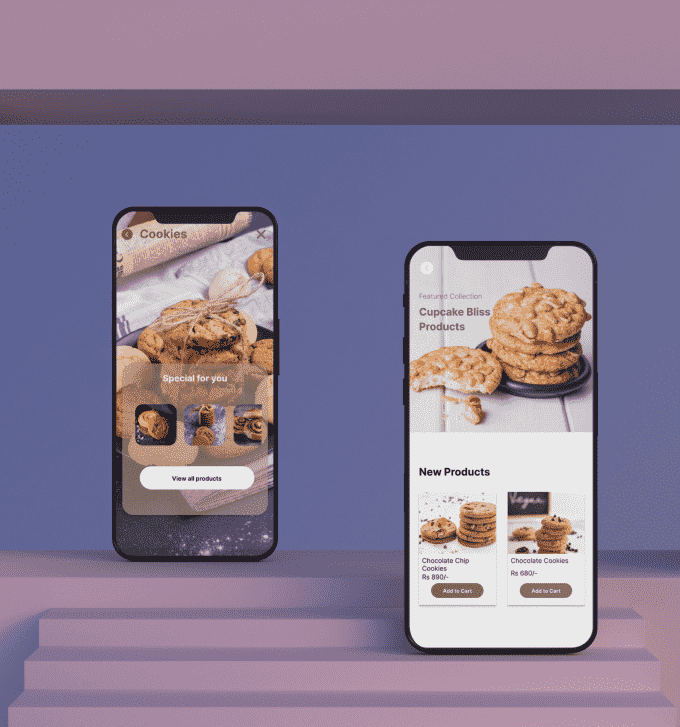 Cookies
Special for you
View all products
Featured Collection
Cupcake Bliss
Products
New Products
Vegan
Chocolate Chip
Cookies
Rs 890/-
Add to Cart
Chocolate Cookies
Rs 680/-
Add to Cart